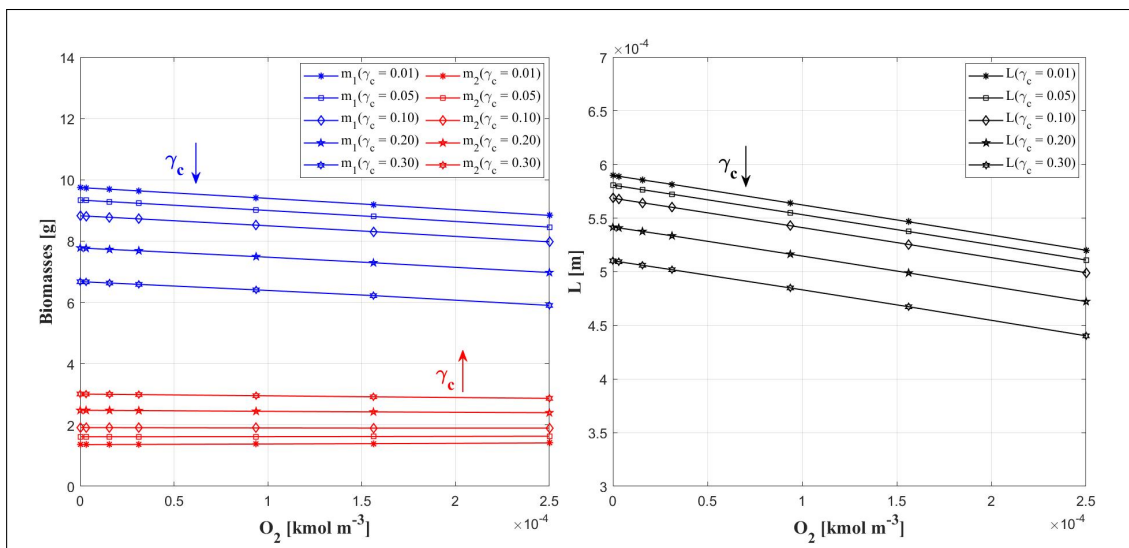 14
12
10
8
6
4
2
0
Biomasses [g]
m₁(γc = 0.01) m₂(γc = 0.01)
m₁(γc = 0.05) m₂(γc = 0.05)
m₁(γc = 0.10) m₂(γc = 0.10)
m₁(γc = 0.20) m₂(γc = 0.20)
m₁(γc = 0.30) m₂(γc = 0.30)
γc
γc
0 0.5 1 1.5 2 2.5
×10⁻⁴
O₂ [kmol m⁻³]
×10⁻⁴
7
6.5
6
5.5
5
4.5
4
3.5
3
L [m]
L(γc = 0.01)
L(γc = 0.05)
L(γc = 0.10)
L(γc = 0.20)
L(γc = 0.30)
γc
0 0.5 1 1.5 2 2.5
×10⁻⁴
O₂ [kmol m⁻³]